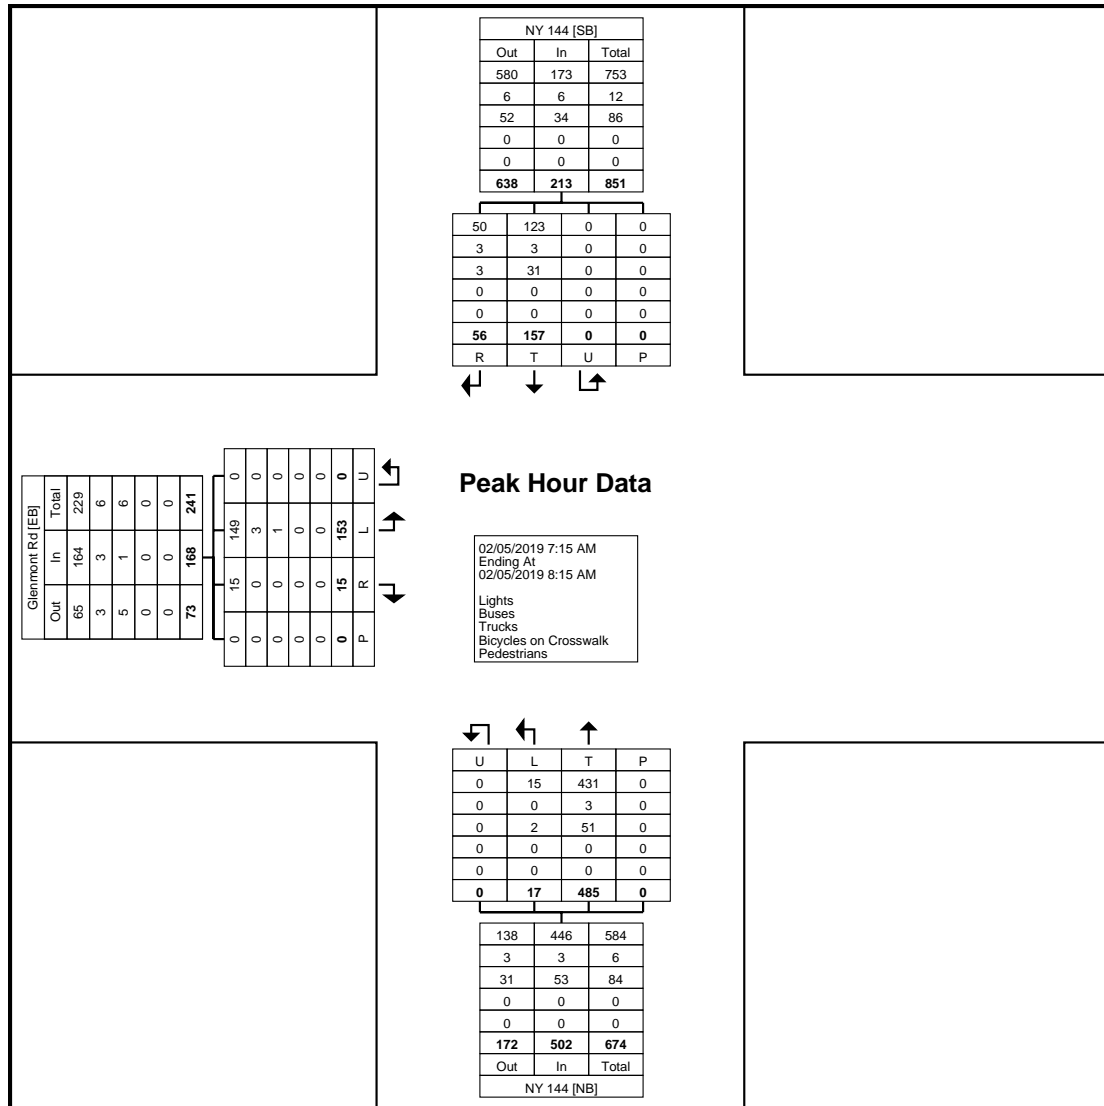 NY 144 [SB]
Out In Total
580 173 753
6 6 12
52 34 86
0 0 0
0 0 0
638 213 851
50 123 0 0
3 3 0 0
3 31 0 0
0 0 0 0
0 0 0 0
56 157 0 0
R T U P
Glenmont Rd [EB]
Out In Total
65 164 229
3 3 6
5 1 6
0 0 0
0 0 0
73 168 241
0 15 149 0
0 0 3 0
0 0 1 0
0 0 0 0
0 0 0 0
0 15 153 0
P R L U
Peak Hour Data
02/05/2019 7:15 AM
Ending At
02/05/2019 8:15 AM
Lights
Buses
Trucks
Bicycles on Crosswalk
Pedestrians
U L T P
0 15 431 0
0 0 3 0
0 2 51 0
0 0 0 0
0 0 0 0
0 17 485 0
138 446 584
3 3 6
31 53 84
0 0 0
0 0 0
172 502 674
Out In Total
NY 144 [NB]